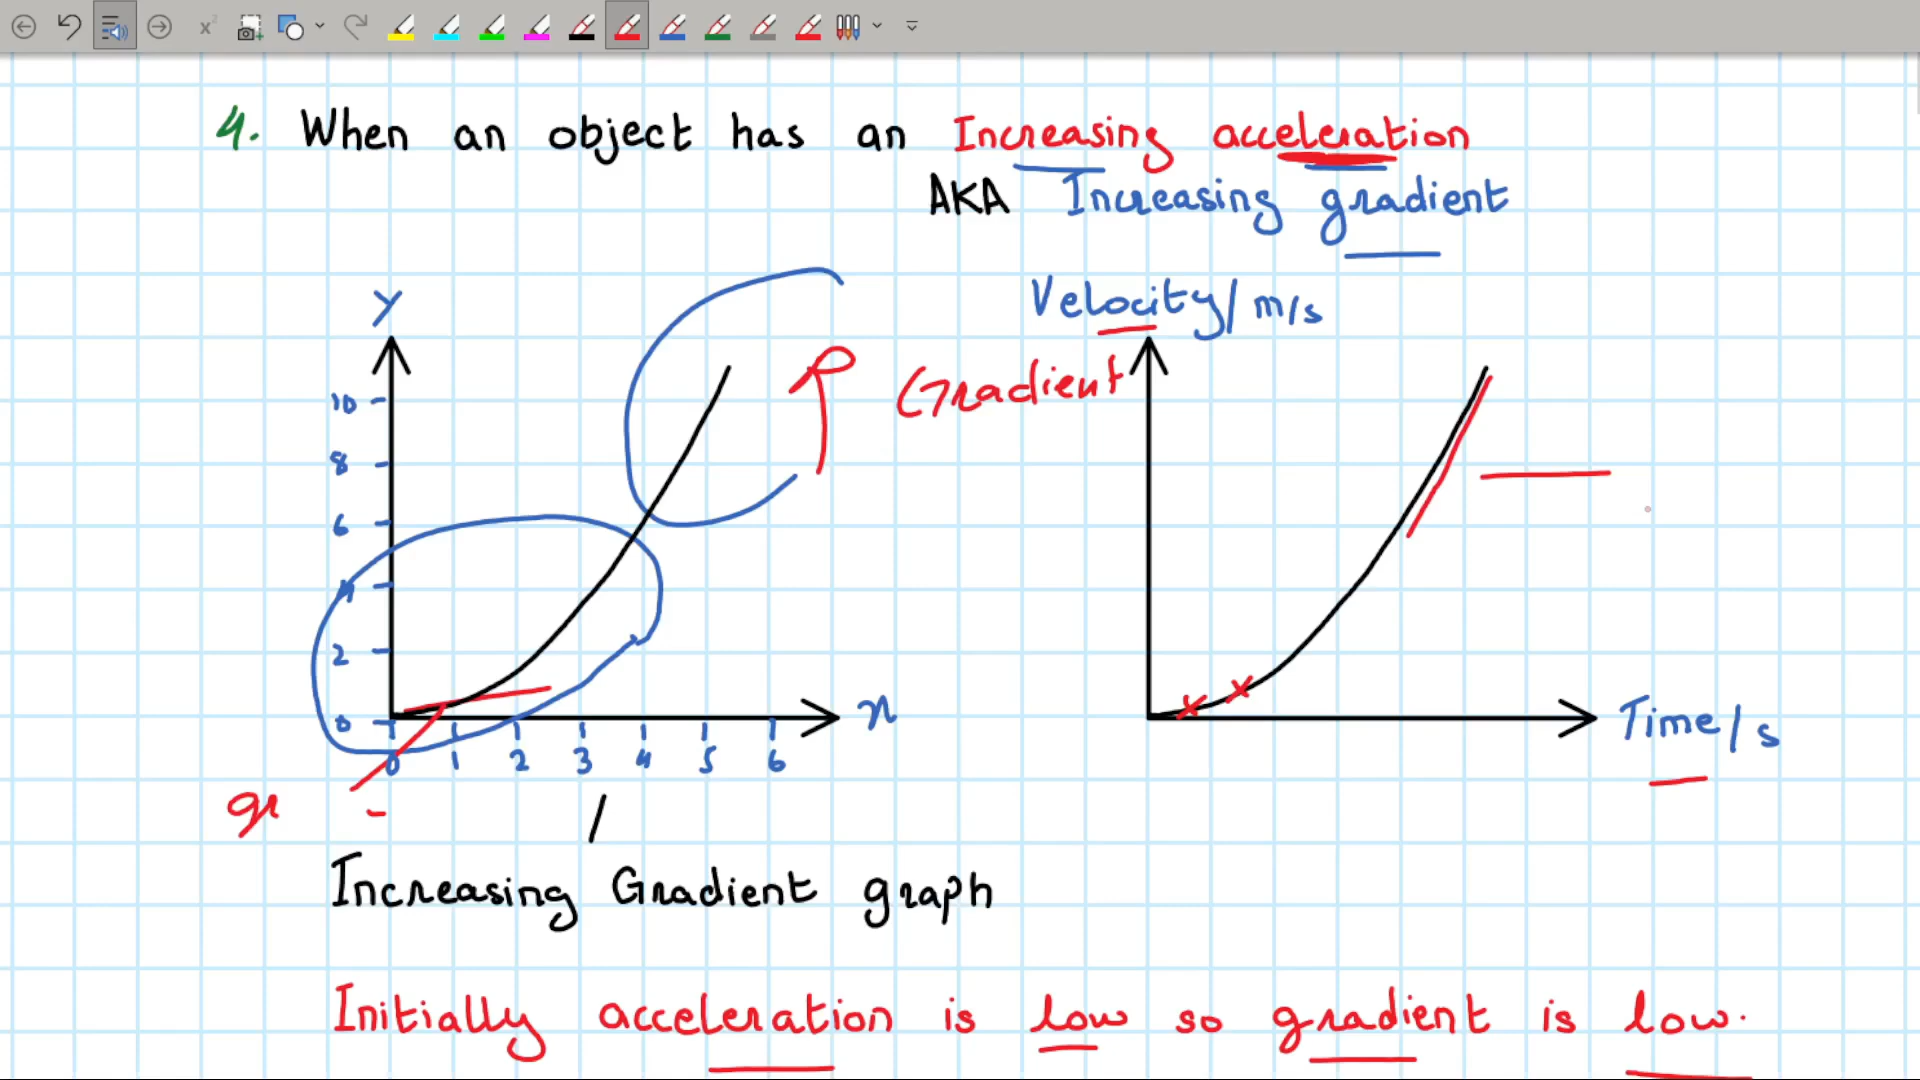 4. When an object has an Increasing acceleration
AKA Increasing gradient
Y
10
8
6
4
2
0
0 1 2 3 4 5 6
x
Gradient
Velocity/m/s
Time/s
gr
Increasing Gradient graph
Initially acceleration is low so gradient is low.